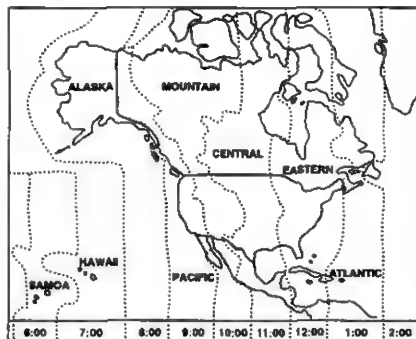 ALASKA MOUNTAIN
CENTRAL
EASTERN
HAWAII
SAMOA
PACIFIC ATLANTIC
6:00 7:00 8:00 9:00 10:00 11:00 12:00 1:00 2:00